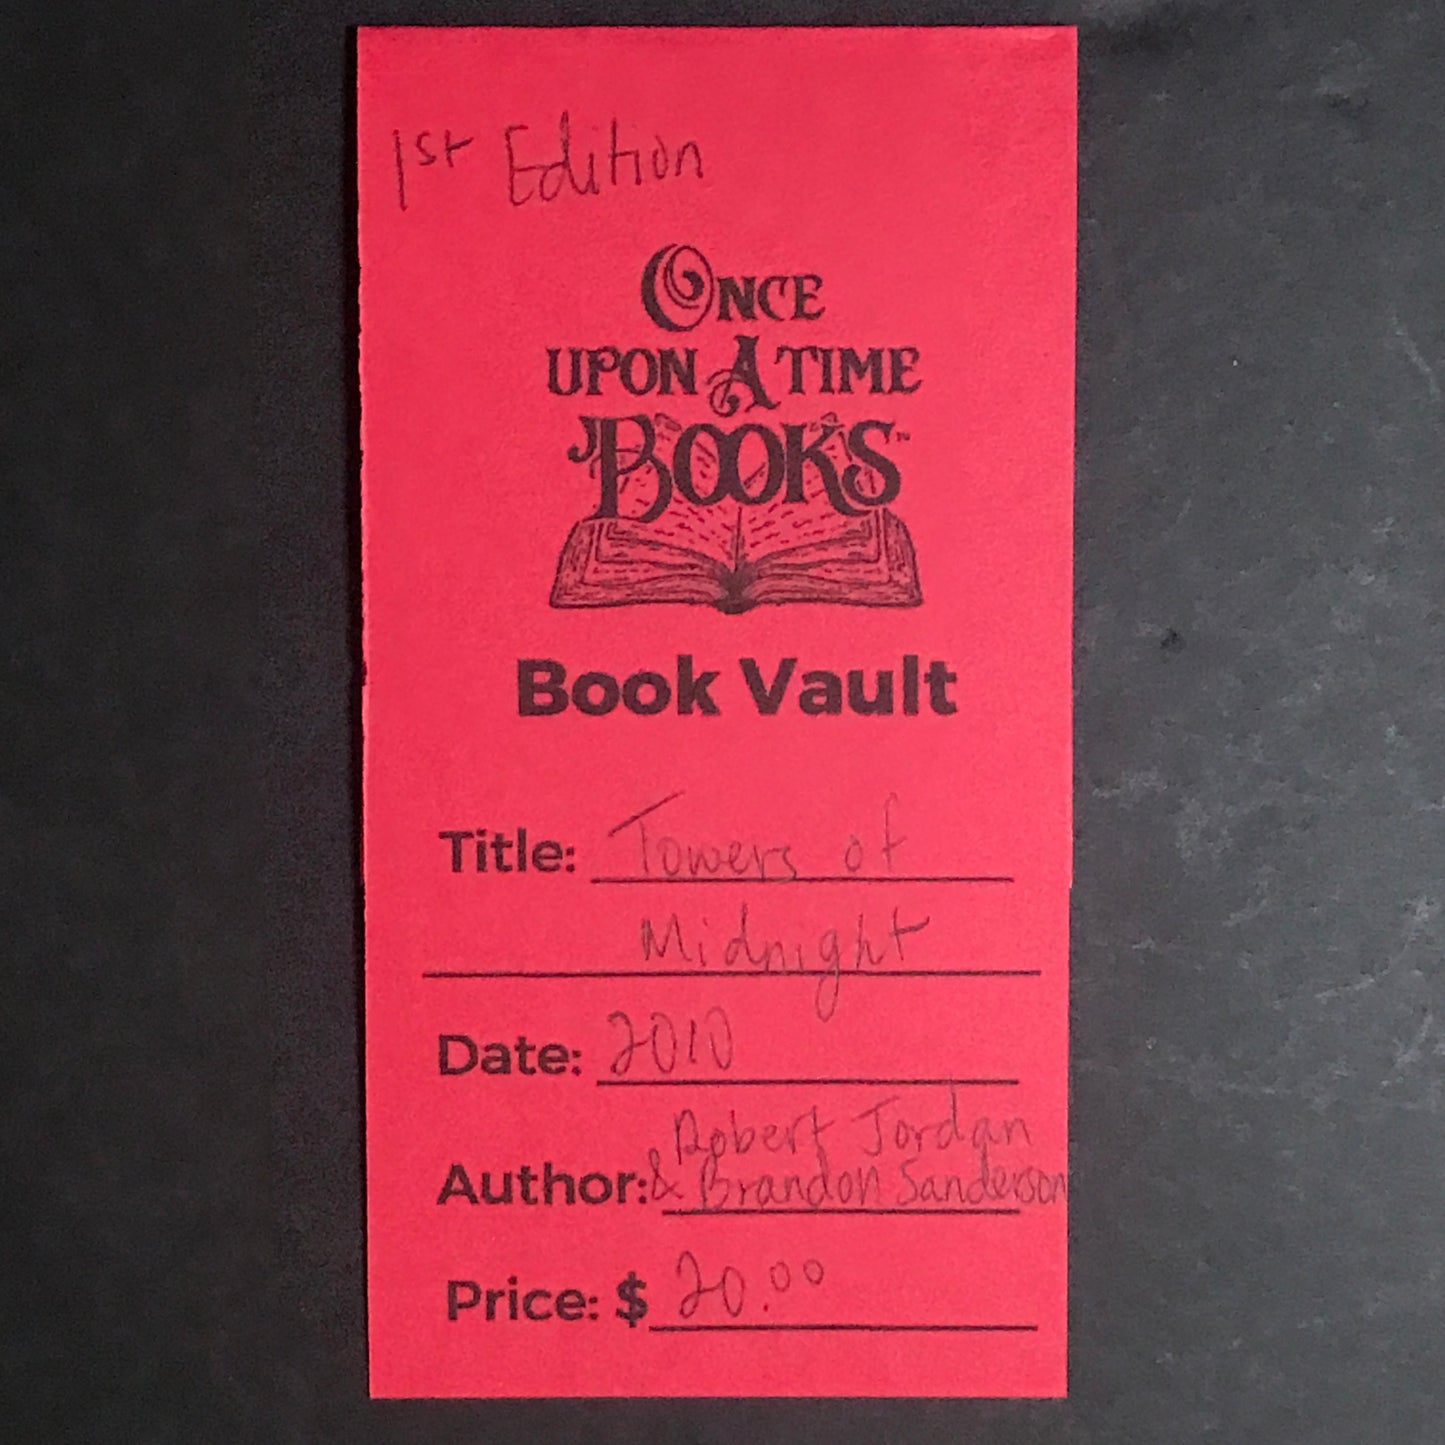 1st Edition
ONCE
UPON A TIME
BOOKS™
Book Vault
Title: Towers of
Midnight
Date: 2010
Robert Jordan
Author: & Brandon Sanderson
Price: $ 20.00